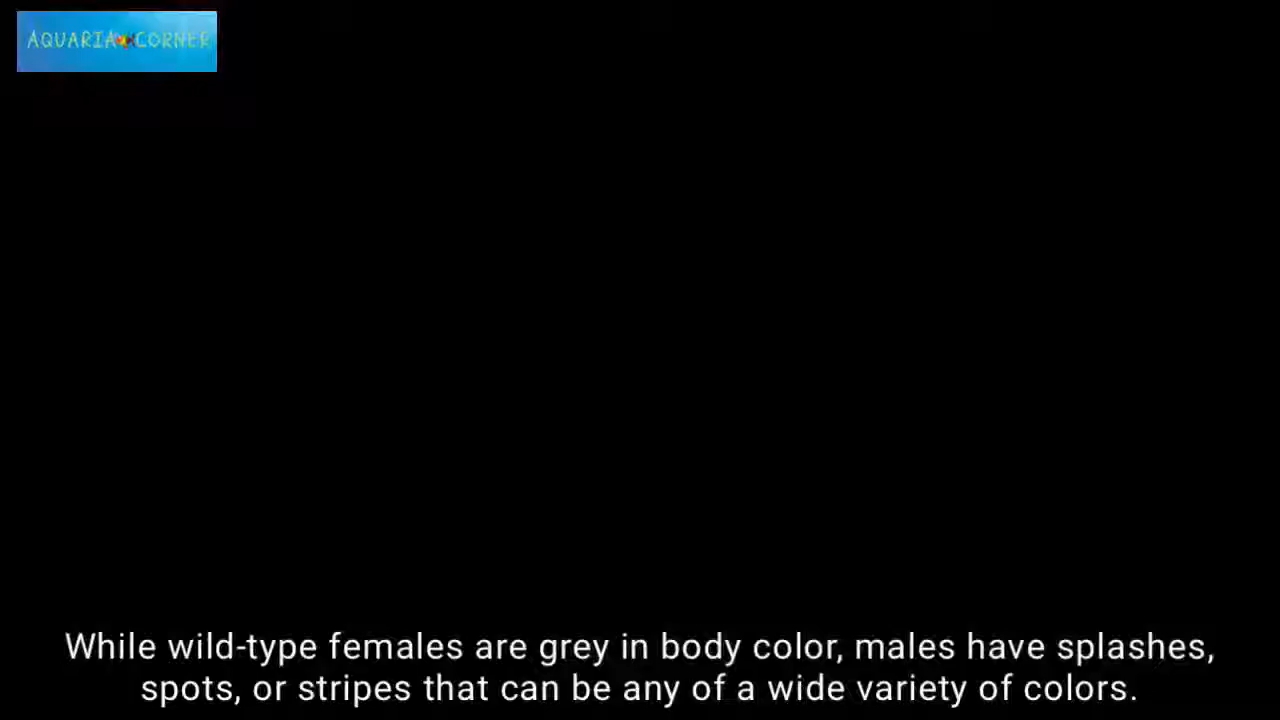 AQUARIA CORNER
While wild-type females are grey in body color, males have splashes,
spots, or stripes that can be any of a wide variety of colors.